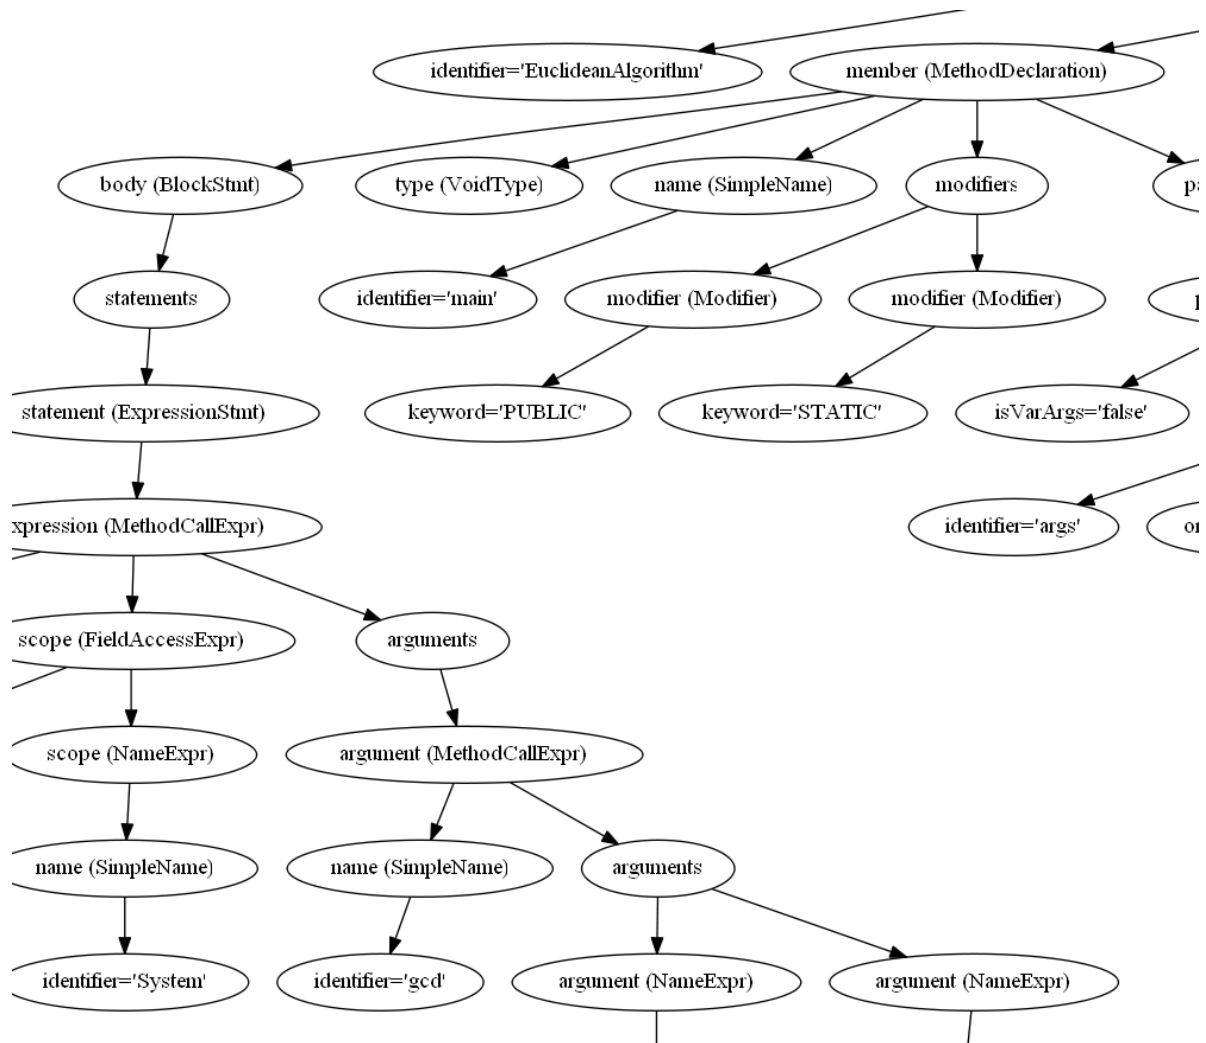 identifier='EuclideanAlgorithm'
member (MethodDeclaration)
body (BlockStmt)
type (VoidType)
name (SimpleName)
modifiers
pa
statements
identifier='main'
modifier (Modifier)
modifier (Modifier)
p
statement (ExpressionStmt)
keyword='PUBLIC'
keyword='STATIC'
isVarArgs='false'
xpression (MethodCallExpr)
identifier='args'
or
scope (FieldAccessExpr)
arguments
scope (NameExpr)
argument (MethodCallExpr)
name (SimpleName)
name (SimpleName)
arguments
identifier='System'
identifier='gcd'
argument (NameExpr)
argument (NameExpr)